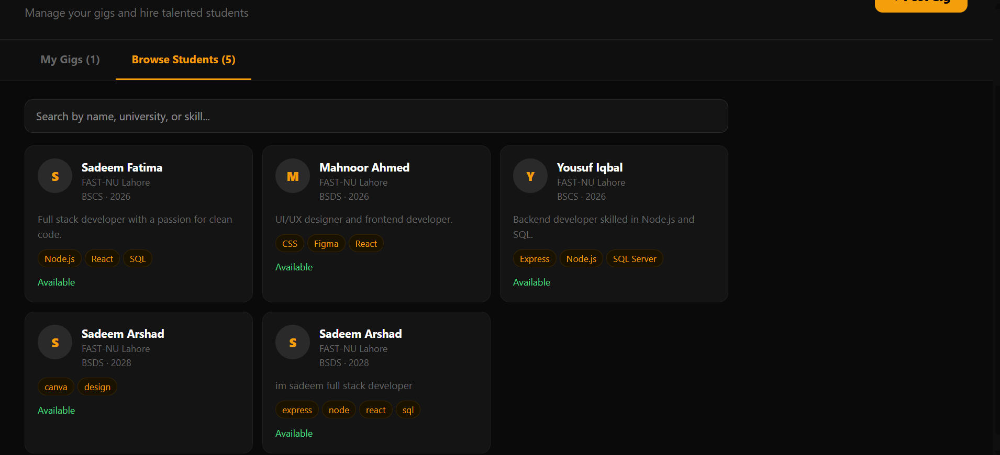 Manage your gigs and hire talented students
+ Post Gig
My Gigs (1)
Browse Students (5)
Search by name, university, or skill...
S
Sadeem Fatima
FAST-NU Lahore
BSCS · 2026
Full stack developer with a passion for clean
code.
Node.js React SQL
Available
M
Mahnoor Ahmed
FAST-NU Lahore
BSDS · 2026
UI/UX designer and frontend developer.
CSS Figma React
Available
Y
Yousuf Iqbal
FAST-NU Lahore
BSCS · 2026
Backend developer skilled in Node.js and
SQL.
Express Node.js SQL Server
Available
S
Sadeem Arshad
FAST-NU Lahore
BSDS · 2028
canva design
Available
S
Sadeem Arshad
FAST-NU Lahore
BSDS · 2028
im sadeem full stack developer
express node react sql
Available